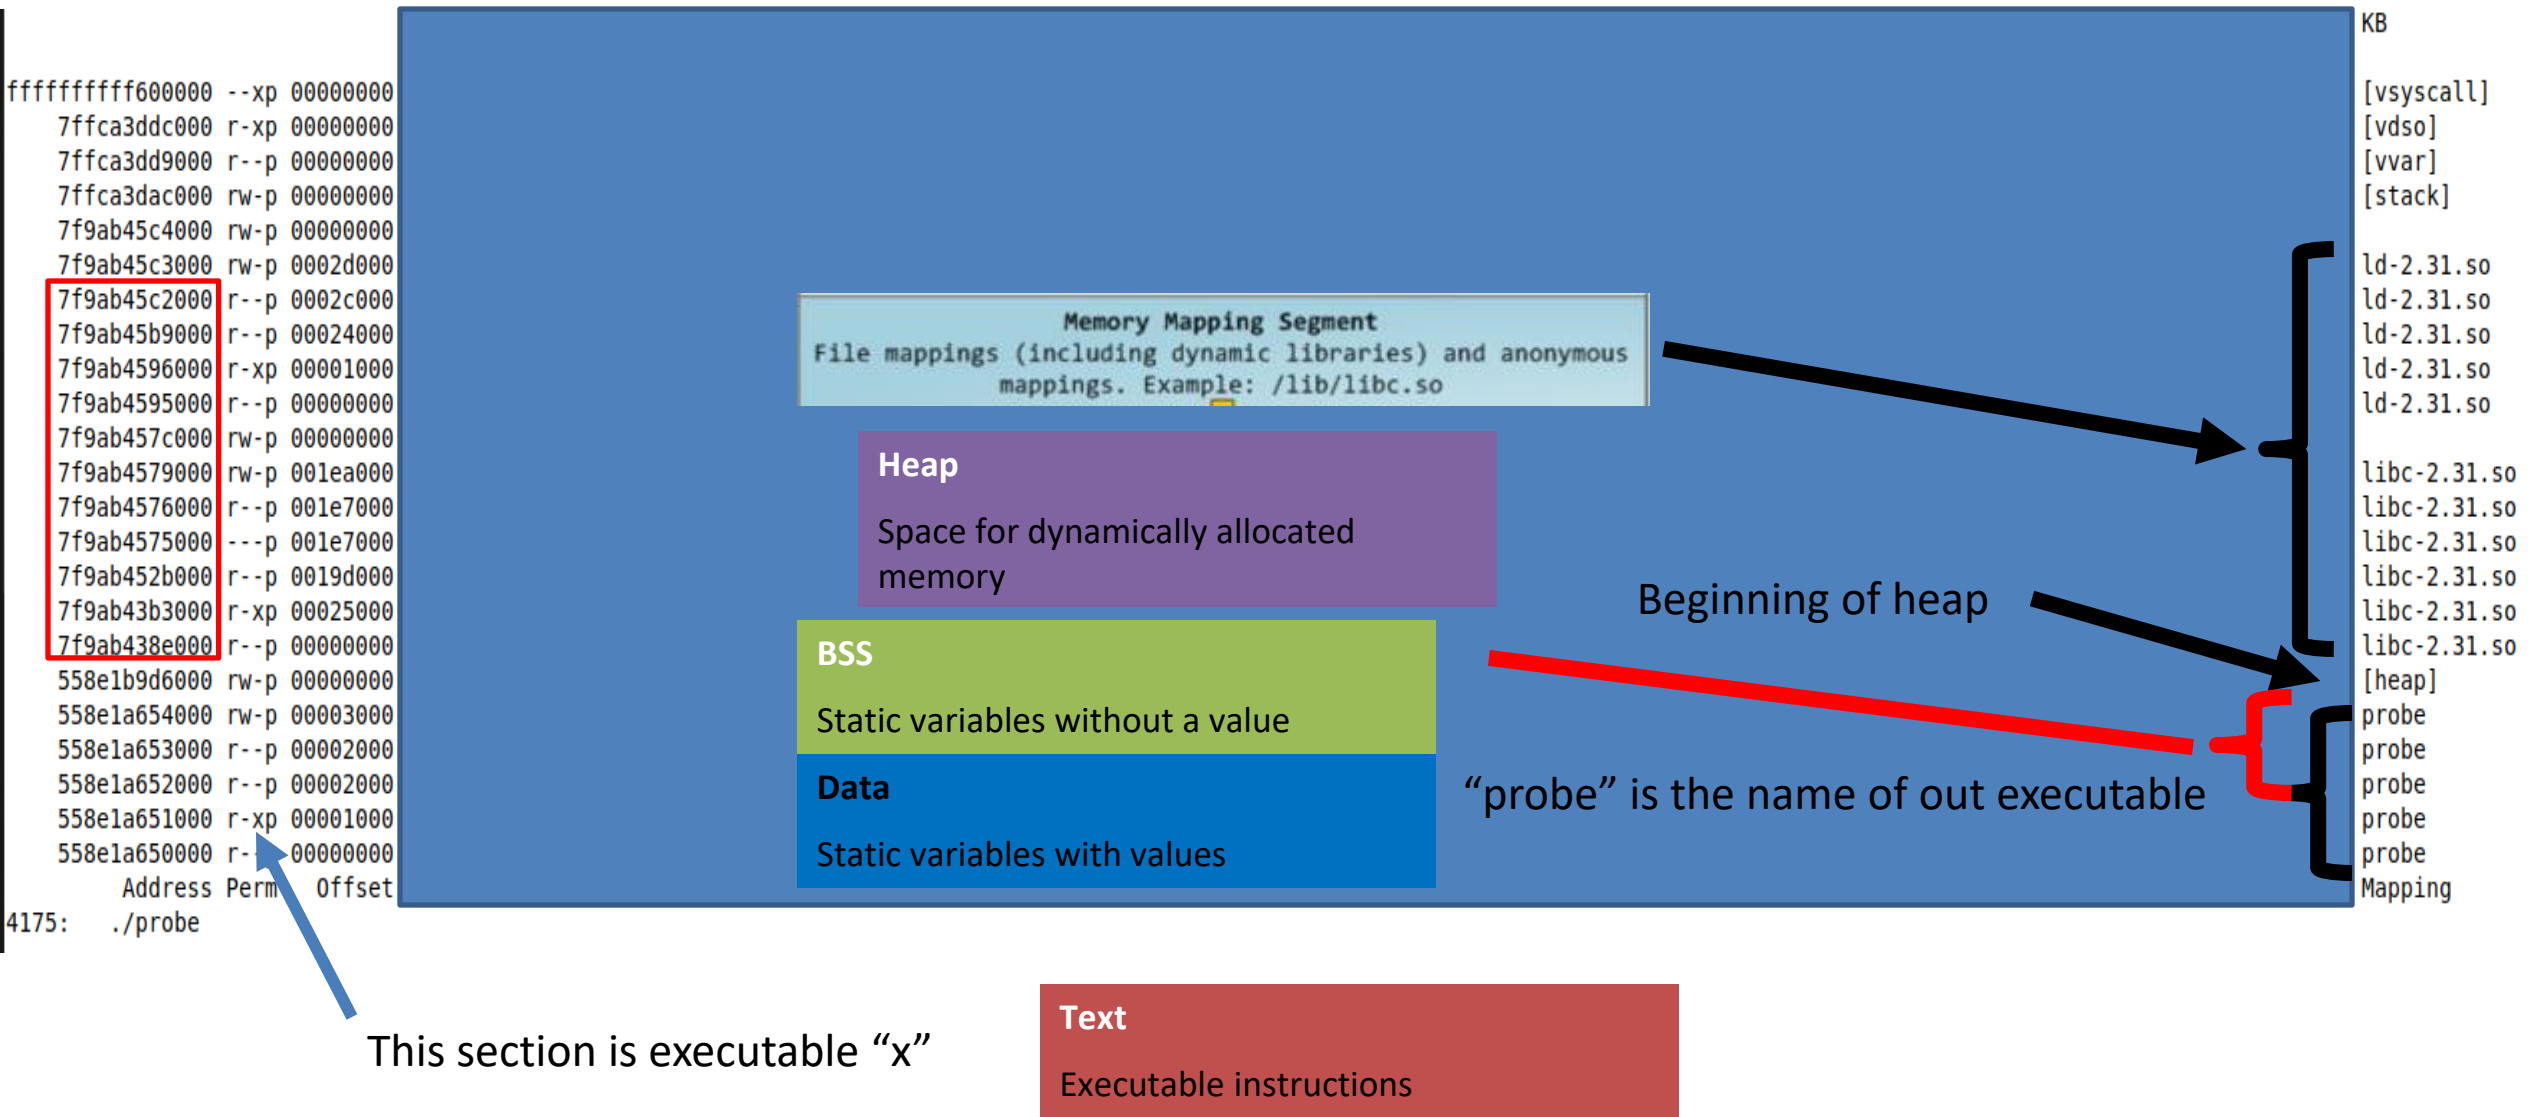 KB
ffffffffff600000 --xp 00000000 [vsyscall]
7ffca3ddc000 r-xp 00000000 [vdso]
7ffca3dd9000 r--p 00000000 [vvar]
7ffca3dac000 rw-p 00000000 [stack]
7f9ab45c4000 rw-p 00000000
7f9ab45c3000 rw-p 0002d000 ld-2.31.so
7f9ab45c2000 r--p 0002c000 ld-2.31.so
7f9ab45b9000 r--p 00024000 ld-2.31.so
7f9ab4596000 r-xp 00001000 ld-2.31.so
7f9ab4595000 r--p 00000000 ld-2.31.so
7f9ab457c000 rw-p 00000000
7f9ab4579000 rw-p 001ea000 libc-2.31.so
7f9ab4576000 r--p 001e7000 libc-2.31.so
7f9ab4575000 ---p 001e7000 libc-2.31.so
7f9ab452b000 r--p 0019d000 libc-2.31.so
7f9ab43b3000 r-xp 00025000 libc-2.31.so
7f9ab438e000 r--p 00000000 libc-2.31.so
558e1b9d6000 rw-p 00000000 [heap]
558e1a654000 rw-p 00003000 probe
558e1a653000 r--p 00002000 probe
558e1a652000 r--p 00002000 probe
558e1a651000 r-xp 00001000 probe
558e1a650000 r-- 00000000 probe
Address Perm Offset Mapping
4175: ./probe
Memory Mapping Segment
File mappings (including dynamic libraries) and anonymous
mappings. Example: /lib/libc.so
Heap
Space for dynamically allocated
memory
Beginning of heap
BSS
Static variables without a value
Data
Static variables with values
“probe” is the name of out executable
This section is executable “x”
Text
Executable instructions